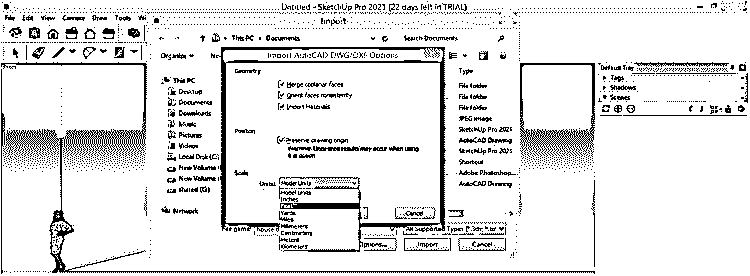 Untitled - SketchUp Pro 2021 (22 days left in TRIAL)
File Edit View Camera Draw Tools
Import
This PC > Documents
Search Documents
Organize
Import AutoCAD DWG/DXF Options
Type
Default Tray
Tags
Shadows
Scenes
This PC
Desktop
Documents
Downloads
Music
Pictures
Videos
Local Disk (C:)
New Volume
New Volume
Shared (G:)
Network
Geometry
Merge coplanar faces
Orient faces consistently
Import Materials
Position
Preserve drawing origin
Warning: Unexpected results may occur when using
Scale
Units: Model Units
Model Units
Inches
Feet
Yards
Miles
Millimeters
Centimeters
Meters
Kilometers
Cancel
File folder
File folder
File folder
JPEG image
SketchUp Pro 2021
AutoCAD Drawing
SketchUp Pro 2021
Shortcut
Adobe Photoshop...
AutoCAD Drawing
File name: house
All Supported Types
Options...
Import
Cancel